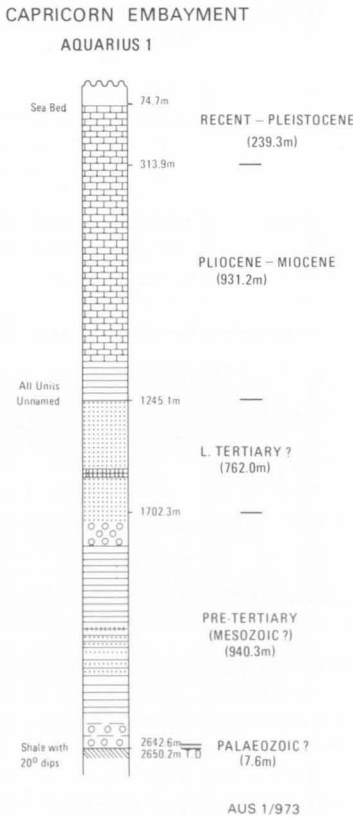 CAPRICORN EMBAYMENT
AQUARIUS 1
Sea Bed
74.7m
RECENT – PLEISTOCENE
(239.3m)
313.9m
PLIOCENE – MIOCENE
(931.2m)
All Units
Unnamed
1245.1m
L. TERTIARY ?
(762.0m)
1702.3m
PRE-TERTIARY
(MESOZOIC ?)
(940.3m)
2642.6m
Shale with
20º dips
2650.2m T.D
PALAEOZOIC ?
(7.6m)
AUS 1/973